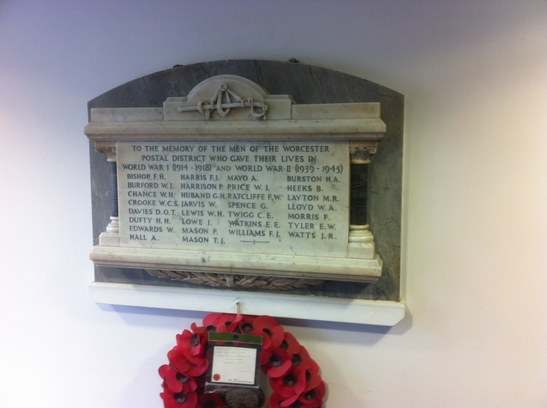 TO THE MEMORY OF THE MEN OF THE WORCESTER
POSTAL DISTRICT WHO GAVE THEIR LIVES IN
WORLD WAR I (1914-1918) AND WORLD WAR II (1939-1945)
BISHOP, F.H. HARRIS F.J. MAYO A. BURSTON H.A.
BURFORD W.J. HARRISON P. PRICE W.J. HEEKS B.
CHANCE W.H. HUBAND G.H. RATCLIFFE F.W. LAYTON M.R.
CROOKE W.C.S. JARVIS W. SPENCE G. LLOYD W.A.
DAVIES D.O.T. LEWIS W.H. TWIGG C.E. MORRIS F.
DUFTY H.H. LOWE J. WATKINS E.E. TYLER E.W.
EDWARDS W. MASON P. WILLIAMS F.J. WATTS J.R.
HALL A. MASON T.J.